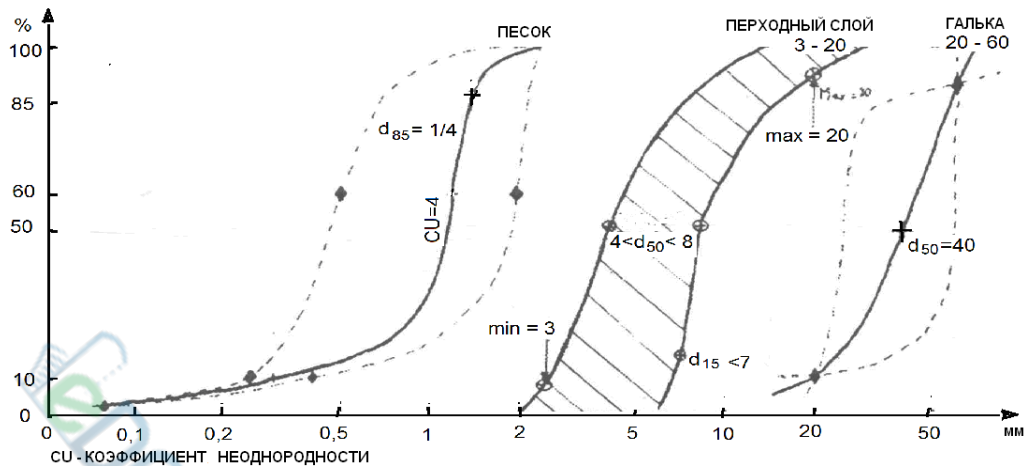 %
ПЕСОК
ПЕРХОДНЫЙ СЛОЙ
3 - 20
ГАЛЬКА
20 - 60
100
85
d85= 1/4
max = 20
60
CU=4
50
4<d50< 8
d50=40
min = 3
d15 <7
10
0
0 0,1 0,2 0,5 1 2 5 10 20 50 мм
CU - КОЭФФИЦИЕНТ НЕОДНОРОДНОСТИ